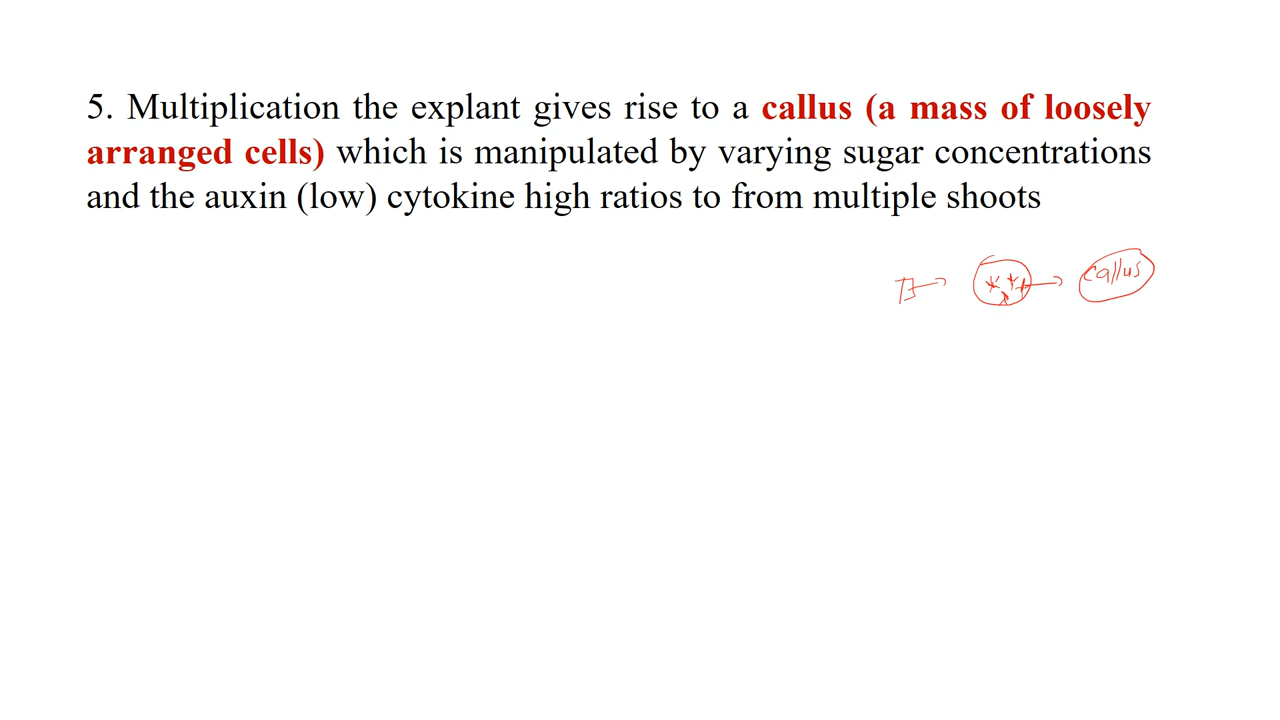 5. Multiplication the explant gives rise to a callus (a mass of loosely
arranged cells) which is manipulated by varying sugar concentrations
and the auxin (low) cytokine high ratios to from multiple shoots
callus